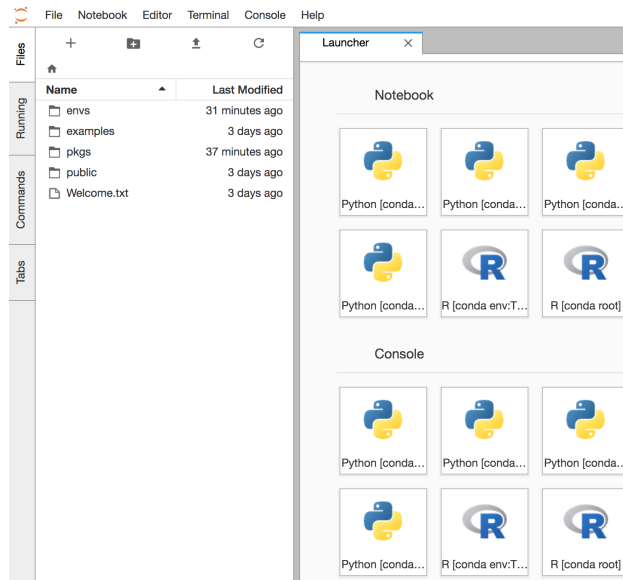 File Notebook Editor Terminal Console Help
Files
Running
Commands
Tabs
Name Last Modified
envs 31 minutes ago
examples 3 days ago
pkgs 37 minutes ago
public 3 days ago
Welcome.txt 3 days ago
Launcher
Notebook
Python [conda… Python [conda… Python [conda…
Python [conda… R [conda env:T… R [conda root]
Console
Python [conda… Python [conda… Python [conda…
Python [conda… R [conda env:T… R [conda root]